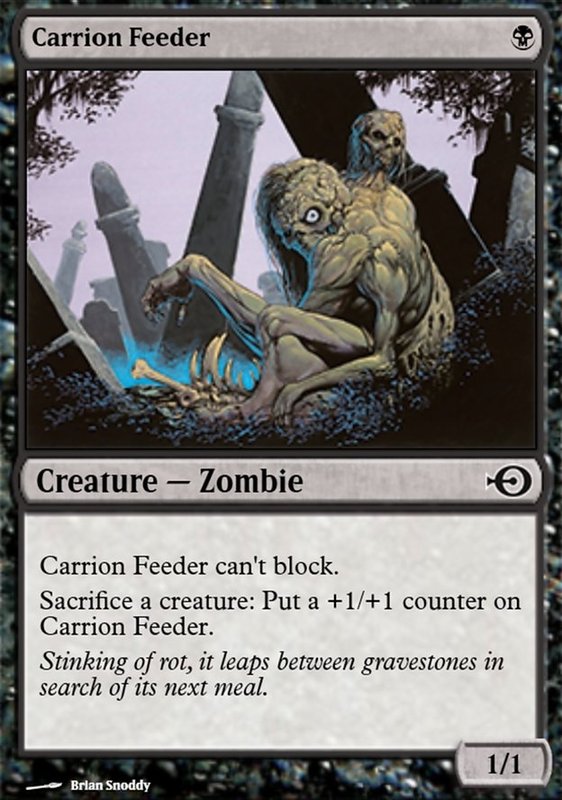 Carrion Feeder
Creature — Zombie
Carrion Feeder can't block.
Sacrifice a creature: Put a +1/+1 counter on
Carrion Feeder.
Stinking of rot, it leaps between gravestones in
search of its next meal.
1/1
Brian Snoddy